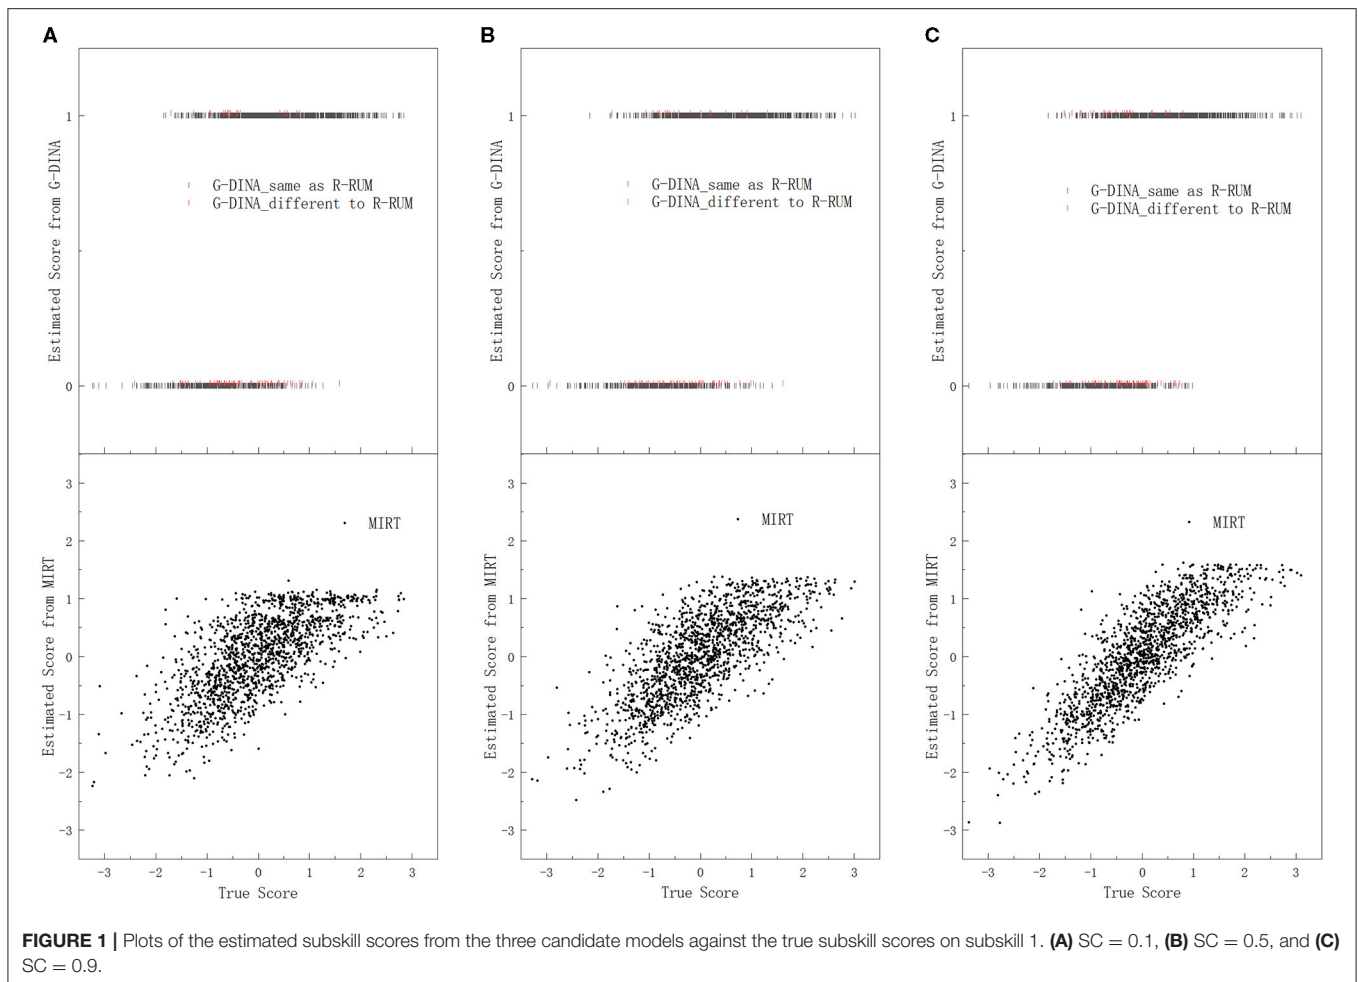 A
B
C
Estimated Score from G-DINA
1
0
G-DINA_same as R-RUM
G-DINA_different to R-RUM
Estimated Score from G-DINA
1
0
G-DINA_same as R-RUM
G-DINA_different to R-RUM
Estimated Score from G-DINA
1
0
G-DINA_same as R-RUM
G-DINA_different to R-RUM
Estimated Score from MIRT
3
2
1
0
-1
-2
-3
MIRT
-3 -2 -1 0 1 2 3
True Score
Estimated Score from MIRT
3
2
1
0
-1
-2
-3
MIRT
-3 -2 -1 0 1 2 3
True Score
Estimated Score from MIRT
3
2
1
0
-1
-2
-3
MIRT
-3 -2 -1 0 1 2 3
True Score
FIGURE 1 | Plots of the estimated subskill scores from the three candidate models against the true subskill scores on subskill 1. (A) SC = 0.1, (B) SC = 0.5, and (C)
SC = 0.9.